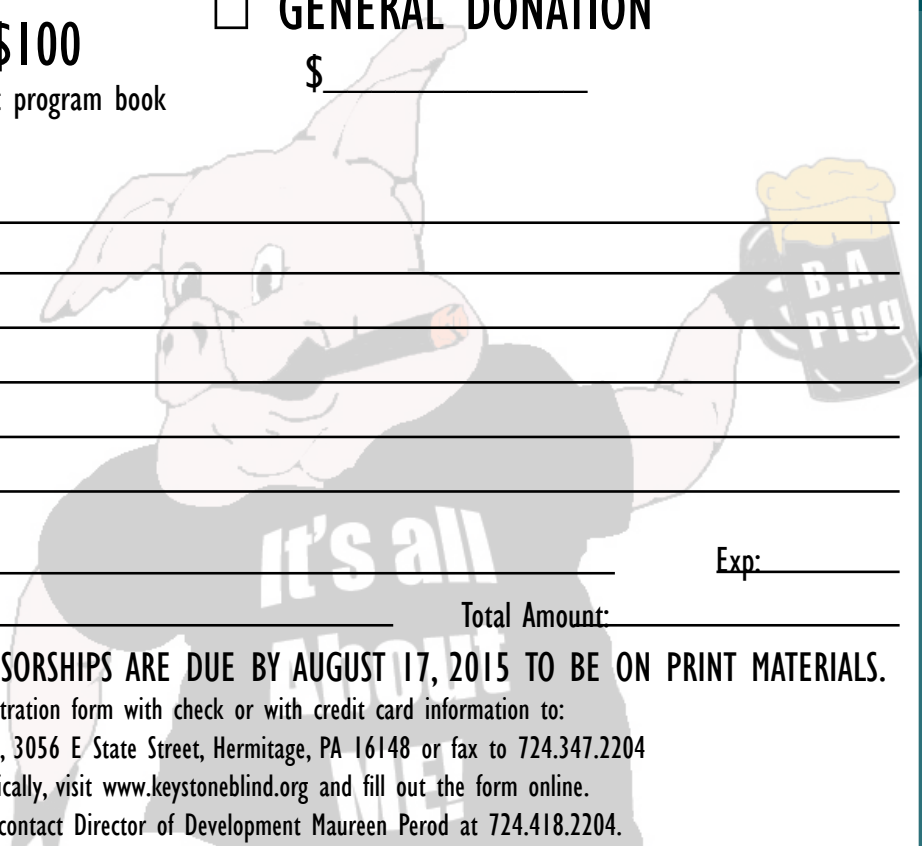 ☐ GENERAL DONATION
$100
$
program book
B.A.
Pigg
It's all
About
ME!
Exp:
Total Amount:
SORSHIPS ARE DUE BY AUGUST 17, 2015 TO BE ON PRINT MATERIALS.
tration form with check or with credit card information to:
, 3056 E State Street, Hermitage, PA 16148 or fax to 724.347.2204
ically, visit www.keystoneblind.org and fill out the form online.
contact Director of Development Maureen Perod at 724.418.2204.